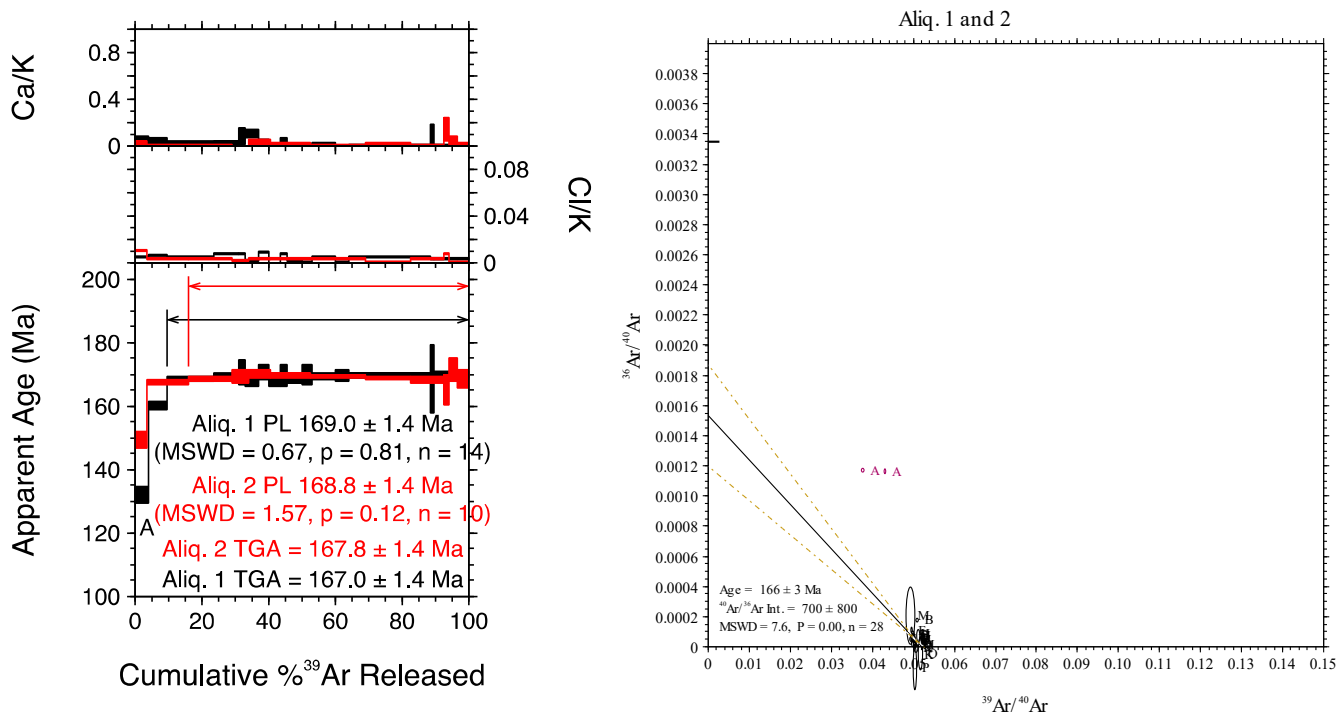 Ca/K
0.8
0.4
0
Cl/K
0.08
0.04
0
Apparent Age (Ma)
200
180
160
140
120
100
Aliq. 1 PL 169.0 ± 1.4 Ma
(MSWD = 0.67, p = 0.81, n = 14)
Aliq. 2 PL 168.8 ± 1.4 Ma
(MSWD = 1.57, p = 0.12, n = 10)
A
Aliq. 2 TGA = 167.8 ± 1.4 Ma
Aliq. 1 TGA = 167.0 ± 1.4 Ma
0 20 40 60 80 100
Cumulative %³⁹Ar Released
Aliq. 1 and 2
³⁶Ar/⁴⁰Ar
0.0038
0.0036
0.0034
0.0032
0.0030
0.0028
0.0026
0.0024
0.0022
0.0020
0.0018
0.0016
0.0014
0.0012
0.0010
0.0008
0.0006
0.0004
0.0002
0
A A
Age = 166 ± 3 Ma
⁴⁰Ar/³⁶Ar Int. = 700 ± 800
MSWD = 7.6, P = 0.00, n = 28
M B
O
P
0 0.01 0.02 0.03 0.04 0.05 0.06 0.07 0.08 0.09 0.10 0.11 0.12 0.13 0.14 0.15
³⁹Ar/⁴⁰Ar